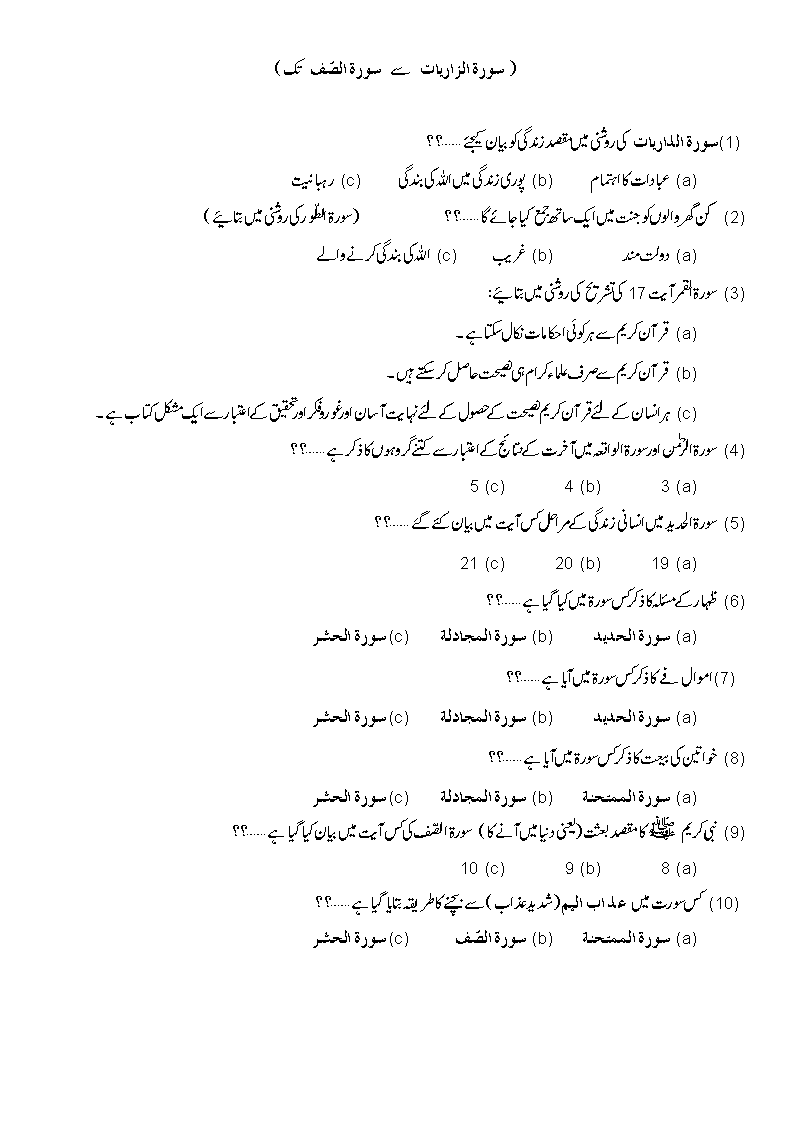 ( سورۃ الزاریات سے سورۃ الصّف تک )
(1) سورۃ الذاریات کی روشنی میں مقصد زندگی کو بیان کیجئے .....؟؟
(a) عبادات کا اہتمام (b) پوری زندگی میں اللہ کی بندگی (c) رہبانیت
(2) کن گھر والوں کو جنت میں ایک ساتھ جمع کیا جائے گا .....؟؟ (سورۃ الطّور کی روشنی میں بتائیے)
(a) دولت مند (b) غریب (c) اللہ کی بندگی کرنے والے
(3) سورۃ القمر آیت 17 کی تشریح کی روشنی میں بتائیے:
(a) قرآن کریم سے ہر کوئی احکامات نکال سکتا ہے ۔
(b) قرآن کریم سے صرف علماء کرام ہی نصیحت حاصل کر سکتے ہیں ۔
(c) ہر انسان کے لئے قرآن کریم نصیحت کے حصول کے لئے نہایت آسان اور غور و فکر اور تحقیق کے اعتبار سے ایک مشکل کتاب ہے ۔
(4) سورۃ الرّحمٰن اور سورۃ الواقعہ میں آخرت کے نتائج کے اعتبار سے کتنے گروہوں کا ذکر ہے .....؟؟
(a) 3 (b) 4 (c) 5
(5) سورۃ الحدید میں انسانی زندگی کے مراحل کس آیت میں بیان کئے گئے .....؟؟
(a) 19 (b) 20 (c) 21
(6) ظہار کے مسئلہ کا ذکر کس سورۃ میں کیا گیا ہے .....؟؟
(a) سورۃ الحدید (b) سورۃ المجادلة (c) سورۃ الحشر
(7) اموال فے کا ذکر کس سورۃ میں آیا ہے .....؟؟
(a) سورۃ الحدید (b) سورۃ المجادلة (c) سورۃ الحشر
(8) خواتین کی بیعت کا ذکر کس سورۃ میں آیا ہے .....؟؟
(a) سورۃ الممتحنة (b) سورۃ المجادلة (c) سورۃ الحشر
(9) نبی کریم ﷺ کا مقصد بعثت (یعنی دنیا میں آنے کا) سورۃ الصّف کی کس آیت میں بیان کیا گیا ہے .....؟؟
(a) 8 (b) 9 (c) 10
(10) کس سورت میں عذاب الیم (شدید عذاب) سے بچنے کا طریقہ بتایا گیا ہے .....؟؟
(a) سورۃ الممتحنة (b) سورۃ الصّف (c) سورۃ الحشر